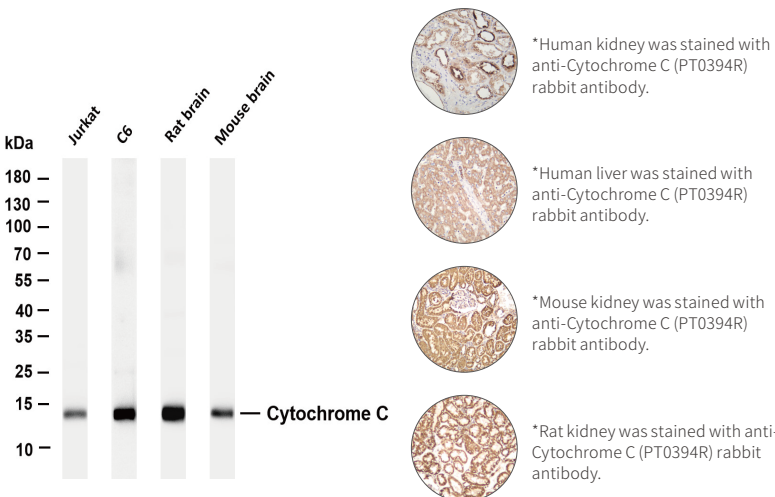 Jurkat
C6
Rat brain
Mouse brain
kDa
180
130
100
70
55
40
35
25
15
10
Cytochrome C
*Human kidney was stained with
anti-Cytochrome C (PT0394R)
rabbit antibody.
*Human liver was stained with
anti-Cytochrome C (PT0394R)
rabbit antibody.
*Mouse kidney was stained with
anti-Cytochrome C (PT0394R)
rabbit antibody.
*Rat kidney was stained with anti-
Cytochrome C (PT0394R) rabbit
antibody.